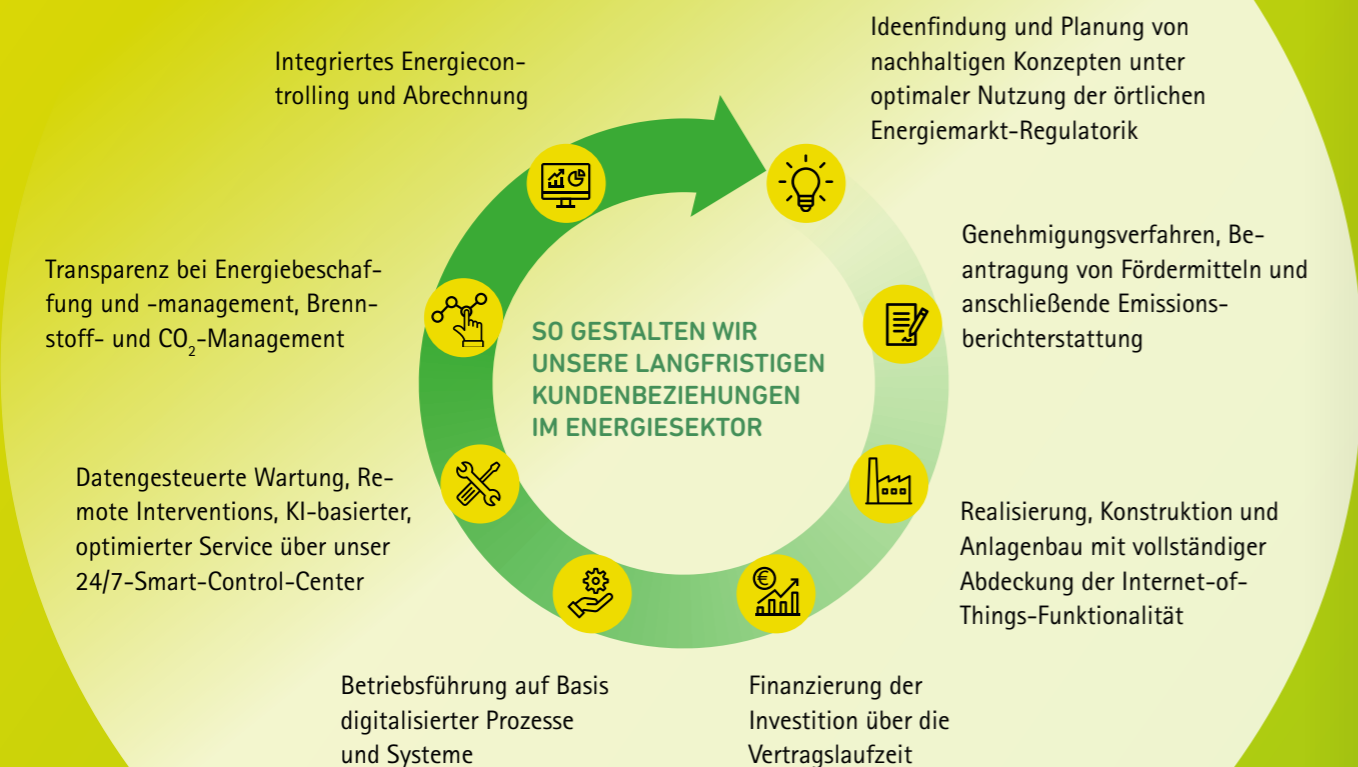 Integriertes Energiecon-
trolling und Abrechnung
Ideenfindung und Planung von
nachhaltigen Konzepten unter
optimaler Nutzung der örtlichen
Energiemarkt-Regulatorik
Genehmigungsverfahren, Be-
antragung von Fördermitteln und
anschließende Emissions-
berichterstattung
Transparenz bei Energiebeschaf-
fung und -management, Brenn-
stoff- und CO₂-Management
SO GESTALTEN WIR
UNSERE LANGFRISTIGEN
KUNDENBEZIEHUNGEN
IM ENERGIESEKTOR
Datengesteuerte Wartung, Re-
mote Interventions, KI-basierter,
optimierter Service über unser
24/7-Smart-Control-Center
Realisierung, Konstruktion und
Anlagenbau mit vollständiger
Abdeckung der Internet-of-
Things-Funktionalität
Betriebsführung auf Basis
digitalisierter Prozesse
und Systeme
Finanzierung der
Investition über die
Vertragslaufzeit